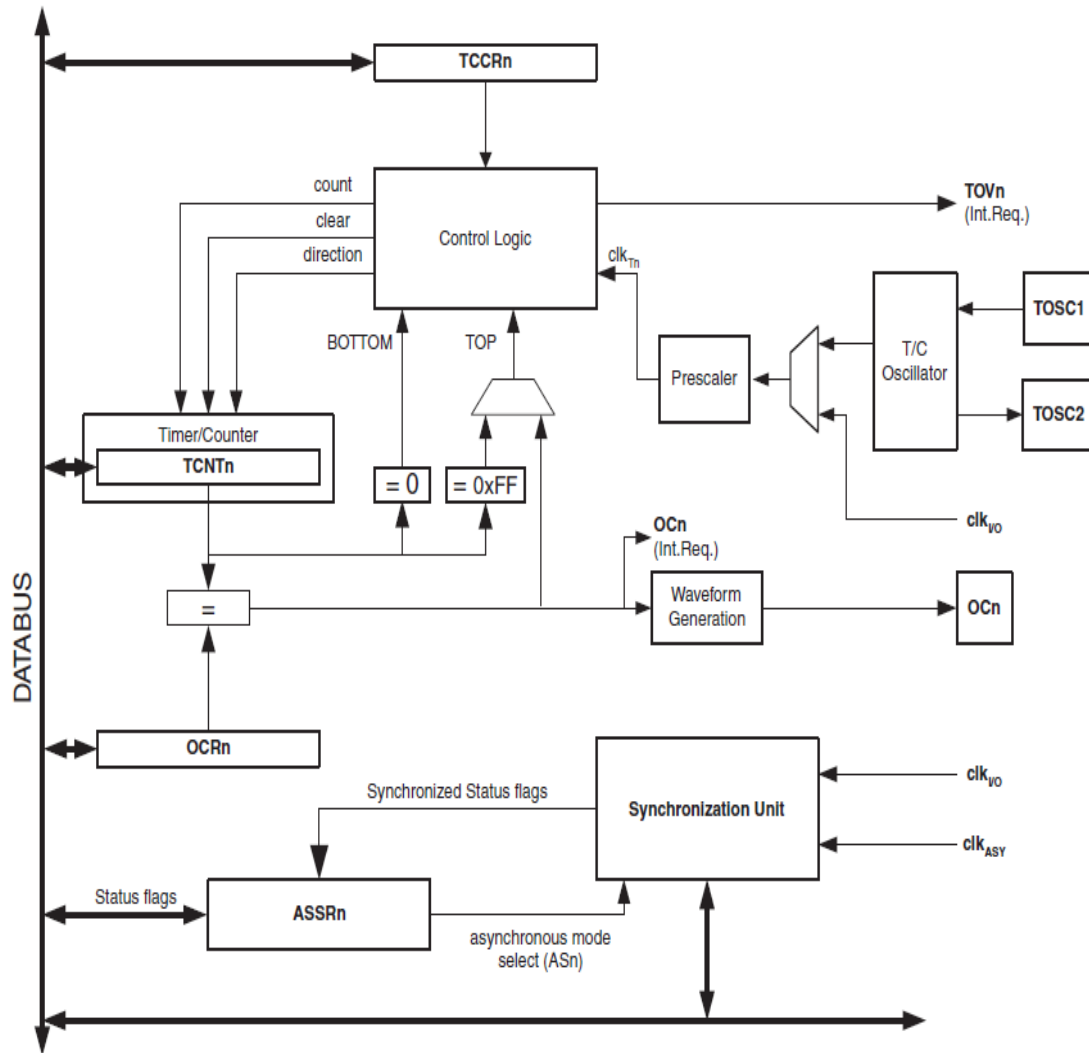 TCCRn
count
clear
direction
Control Logic
TOVn
(Int.Req.)
clkTn
BOTTOM
TOP
TOSC1
T/C
Oscillator
Prescaler
TOSC2
Timer/Counter
TCNTn
= 0
= 0xFF
clkI/O
OCn
(Int.Req.)
=
Waveform
Generation
OCn
DATABUS
OCRn
Synchronized Status flags
Synchronization Unit
clkI/O
clkASY
Status flags
ASSRn
asynchronous mode
select (ASn)